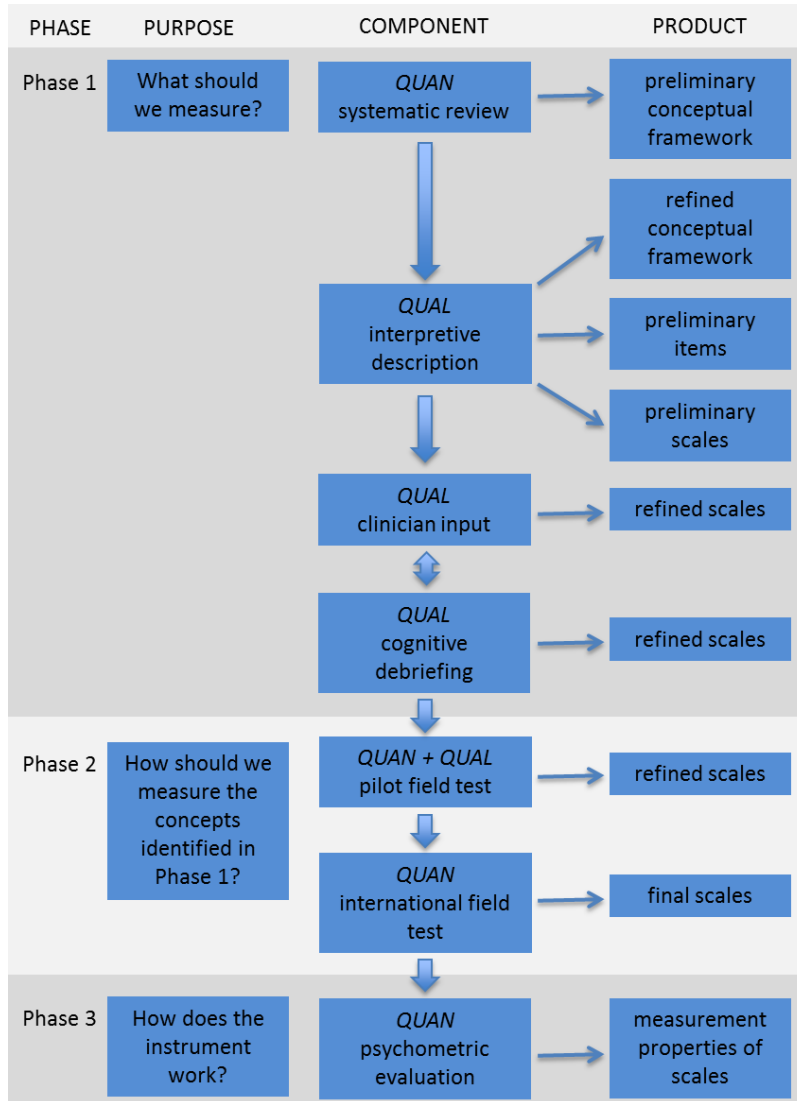 PHASE PURPOSE COMPONENT PRODUCT
Phase 1
What should
we measure?
QUAN
systematic review
preliminary
conceptual
framework
refined
conceptual
framework
QUAL
interpretive
description
preliminary
items
preliminary
scales
QUAL
clinician input
refined scales
QUAL
cognitive
debriefing
refined scales
Phase 2
How should we
measure the
concepts
identified in
Phase 1?
QUAN + QUAL
pilot field test
refined scales
QUAN
international field
test
final scales
Phase 3
How does the
instrument
work?
QUAN
psychometric
evaluation
measurement
properties of
scales